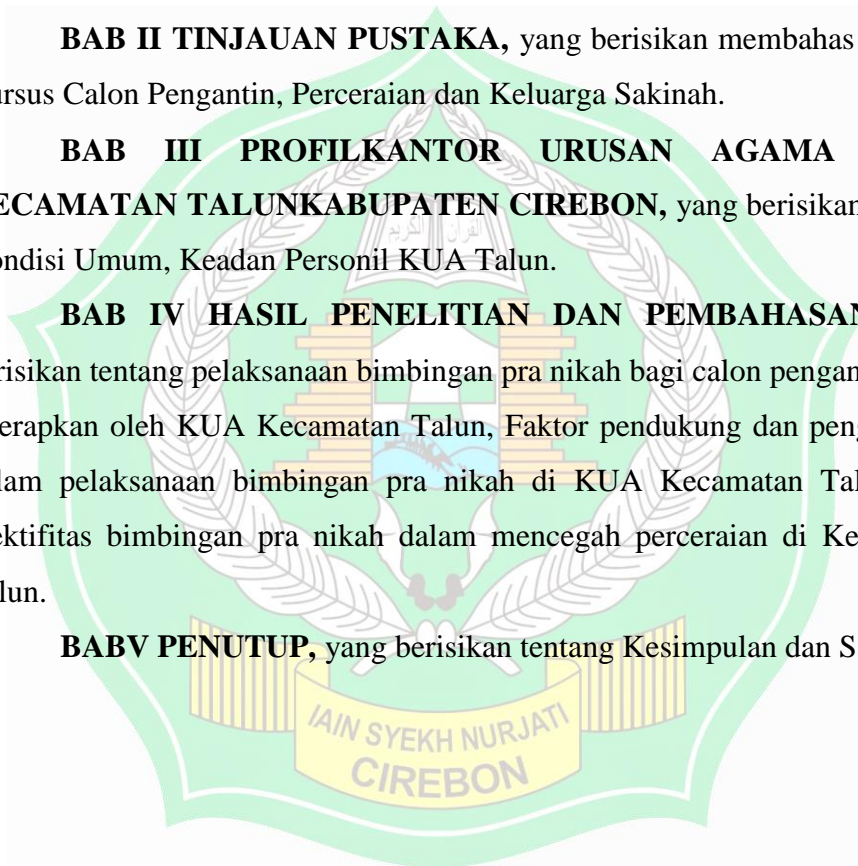 BAB II TINJAUAN PUSTAKA, yang berisikan membahas
ursus Calon Pengantin, Perceraian dan Keluarga Sakinah.
BAB III PROFILKANTOR URUSAN AGAMA
ECAMATAN TALUNKABUPATEN CIREBON, yang berisikan
القرآن الكريم
ondisi Umum, Keadan Personil KUA Talun.
BAB IV HASIL PENELITIAN DAN PEMBAHASAN
risikan tentang pelaksanaan bimbingan pra nikah bagi calon pengan
erapkan oleh KUA Kecamatan Talun, Faktor pendukung dan peng
lam pelaksanaan bimbingan pra nikah di KUA Kecamatan Tal
ektifitas bimbingan pra nikah dalam mencegah perceraian di Ke
lun.
BABV PENUTUP, yang berisikan tentang Kesimpulan dan S
IAIN SYEKH NURJATI
CIREBON